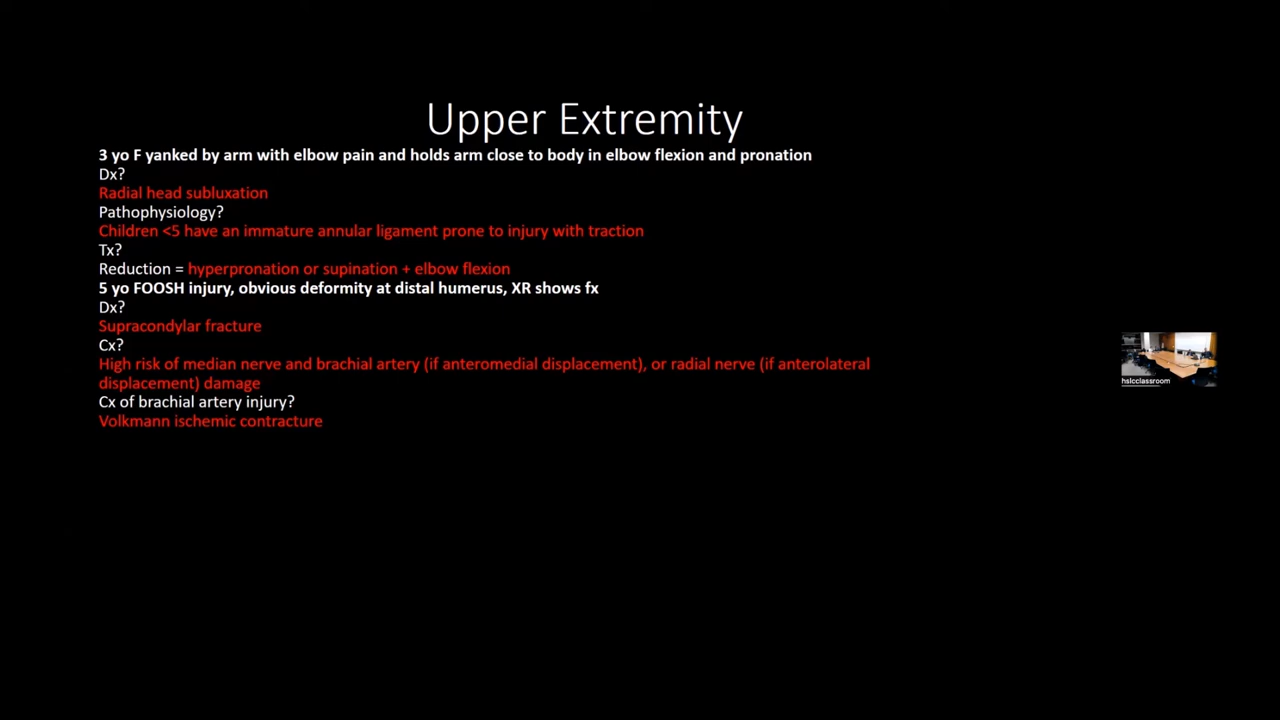 Upper Extremity
3 yo F yanked by arm with elbow pain and holds arm close to body in elbow flexion and pronation
Dx?
Radial head subluxation
Pathophysiology?
Children <5 have an immature annular ligament prone to injury with traction
Tx?
Reduction = hyperpronation or supination + elbow flexion
5 yo FOOSH injury, obvious deformity at distal humerus, XR shows fx
Dx?
Supracondylar fracture
Cx?
High risk of median nerve and brachial artery (if anteromedial displacement), or radial nerve (if anterolateral
displacement) damage
Cx of brachial artery injury?
Volkmann ischemic contracture
hslcclassroom